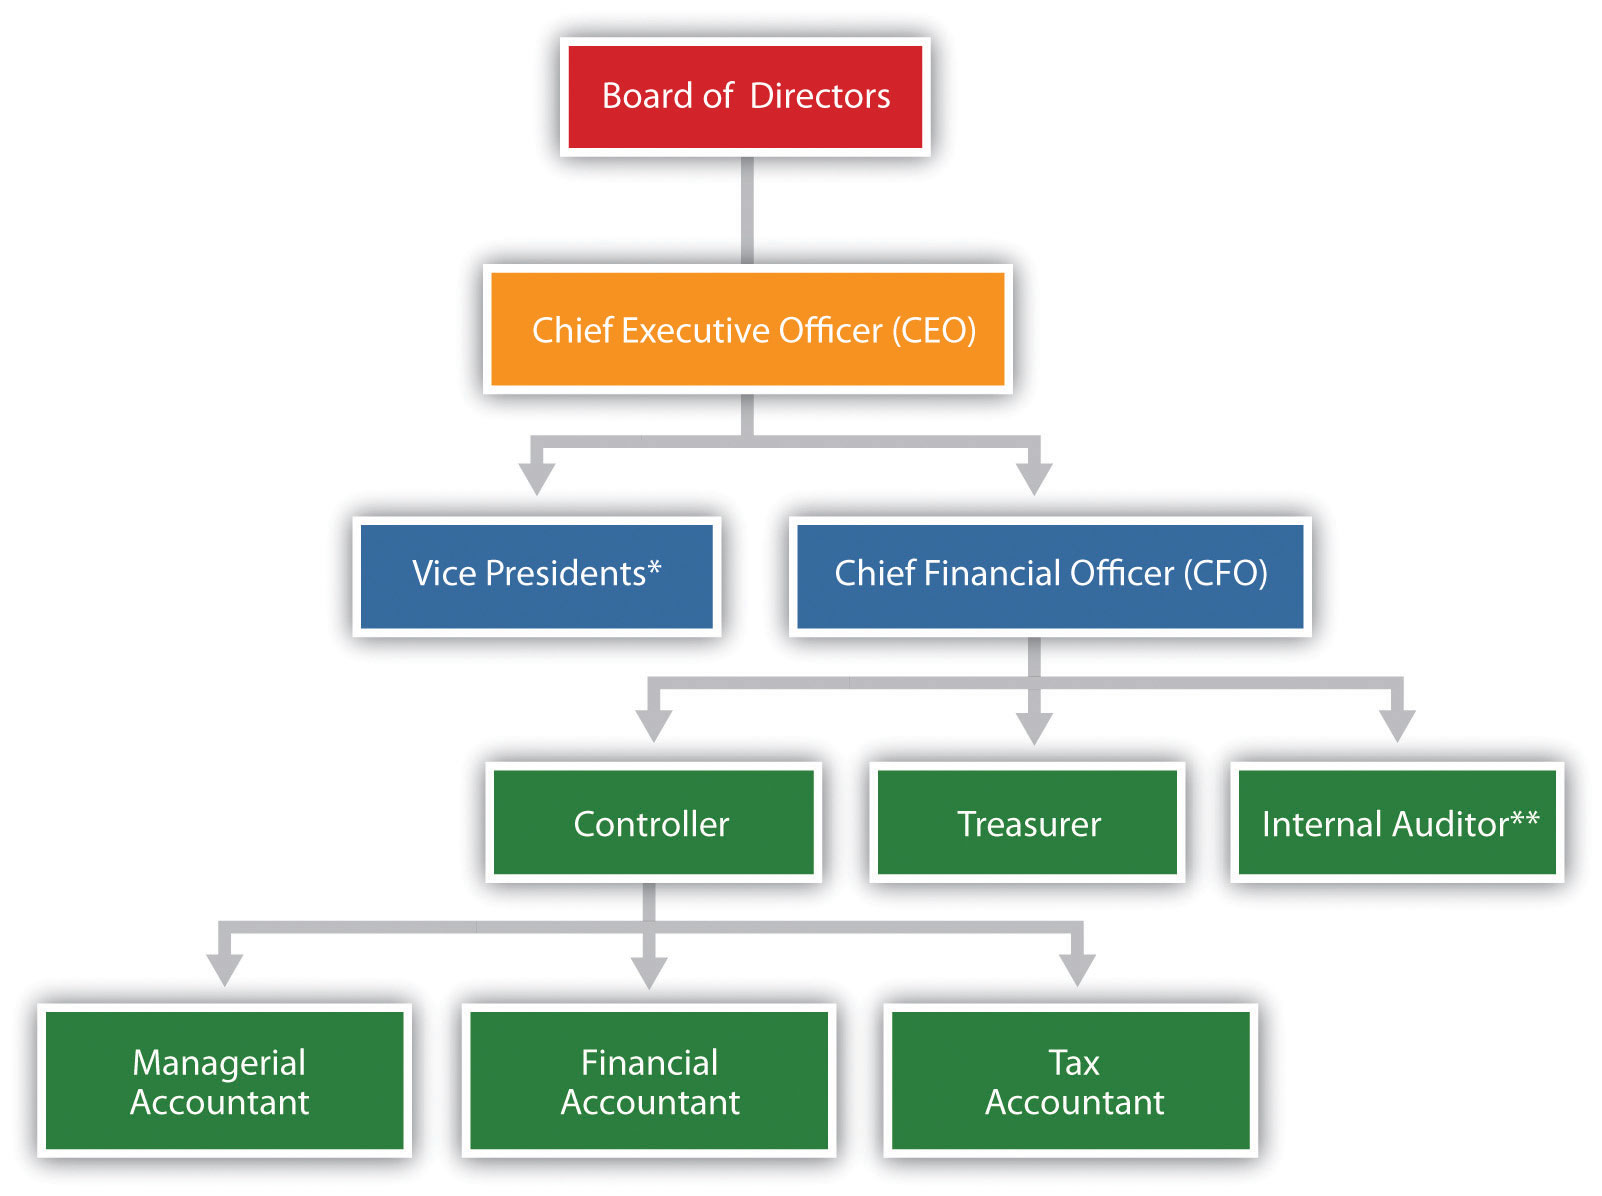 Board of Directors
Chief Executive Officer (CEO)
Vice Presidents*
Chief Financial Officer (CFO)
Controller
Treasurer
Internal Auditor**
Managerial
Accountant
Financial
Accountant
Tax
Accountant